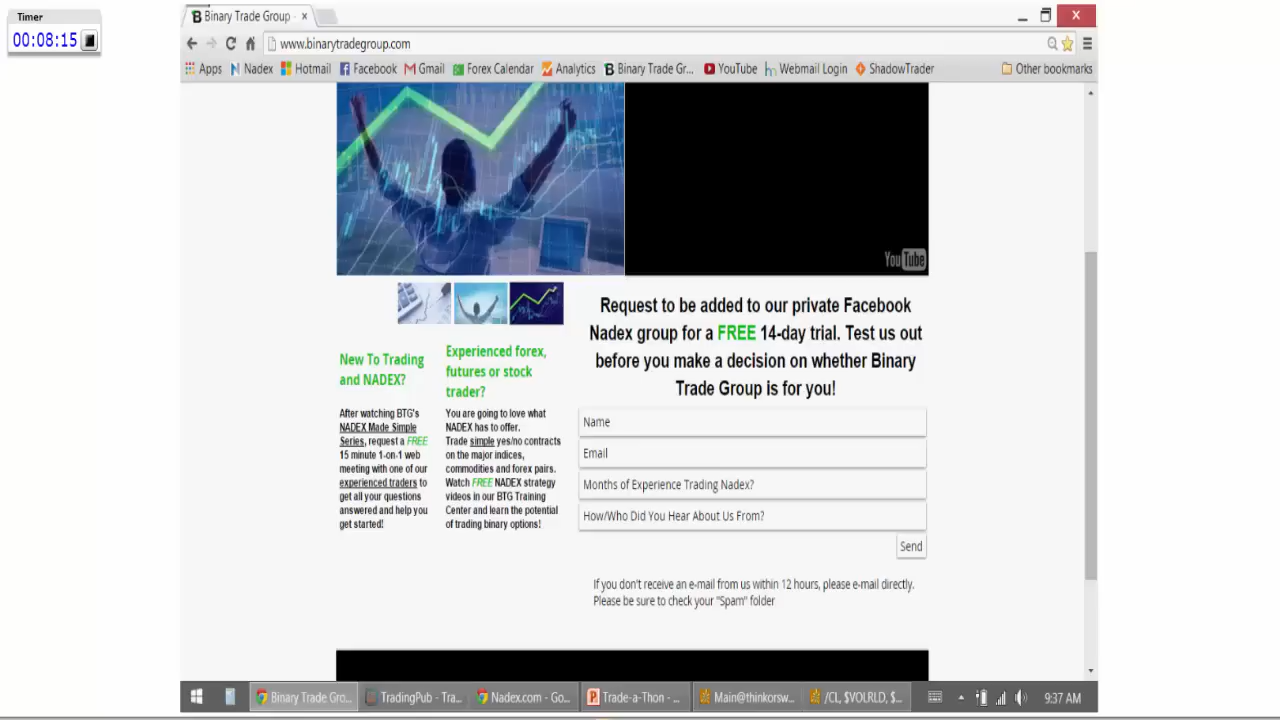 Timer
00:08:15
Binary Trade Group -
www.binarytradegroup.com
Apps Nadex Hotmail Facebook Gmail Forex Calendar Analytics Binary Trade Gr... YouTube Webmail Login ShadowTrader Other bookmarks
YouTube
Request to be added to our private Facebook
Nadex group for a FREE 14-day trial. Test us out
before you make a decision on whether Binary
Trade Group is for you!
New To Trading
and NADEX?
After watching BTG's
NADEX Made Simple
Series, request a FREE
15 minute 1-on-1 web
meeting with one of our
experienced traders to
get all your questions
answered and help you
get started!
Experienced forex,
futures or stock
trader?
You are going to love what
NADEX has to offer.
Trade simple yes/no contracts
on the major indices,
commodities and forex pairs.
Watch FREE NADEX strategy
videos in our BTG Training
Center and learn the potential
of trading binary options!
Name
Email
Months of Experience Trading Nadex?
How/Who Did You Hear About Us From?
Send
If you don't receive an e-mail from us within 12 hours, please e-mail directly.
Please be sure to check your "Spam" folder
Binary Trade Gro... TradingPub - Tra... Nadex.com - Go... Trade-a-Thon - ... Main@thinkorsw... /CL, $VOLRLD, $... 9:37 AM